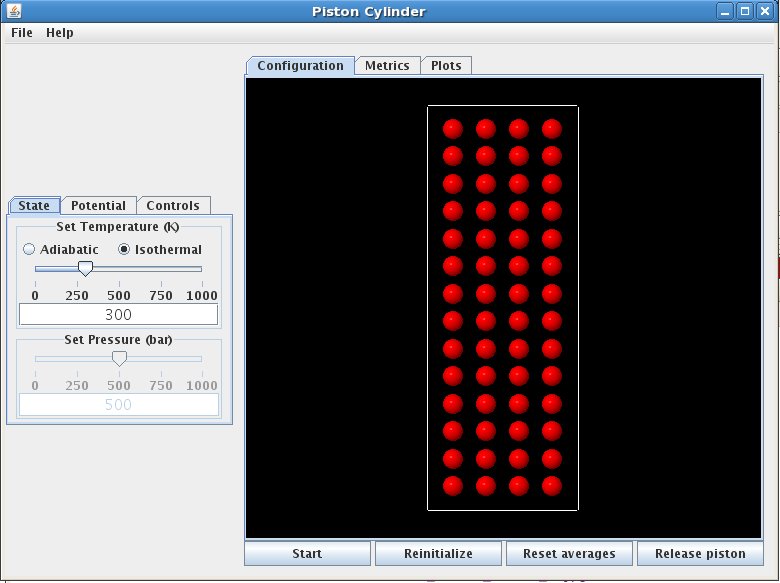 Piston Cylinder
File Help
Configuration Metrics Plots
State Potential Controls
Set Temperature (K)
Adiabatic Isothermal
0 250 500 750 1000
300
Set Pressure (bar)
0 250 500 750 1000
500
Start Reinitialize Reset averages Release piston